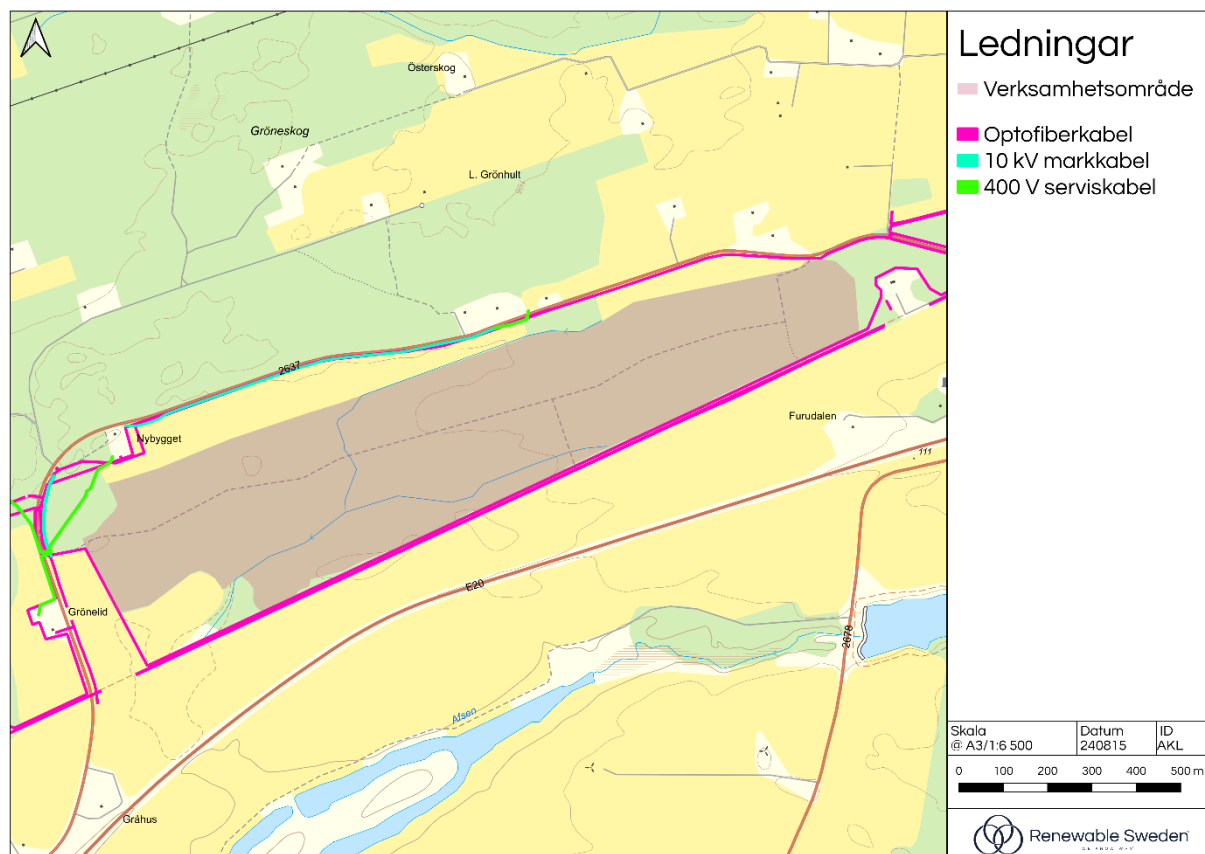 Ledningar
Verksamhetsområde
Optofiberkabel
10 kV markkabel
400 V serviskabel
Österskog
Gröneskog
L. Grönhult
2637
Nybygget
Furudalen
111
E20
Grönelid
2678
Afsen
Gråhus
Skala
@ A3/1:6 500
Datum
240815
ID
AKL
0 100 200 300 400 500 m
Renewable Sweden